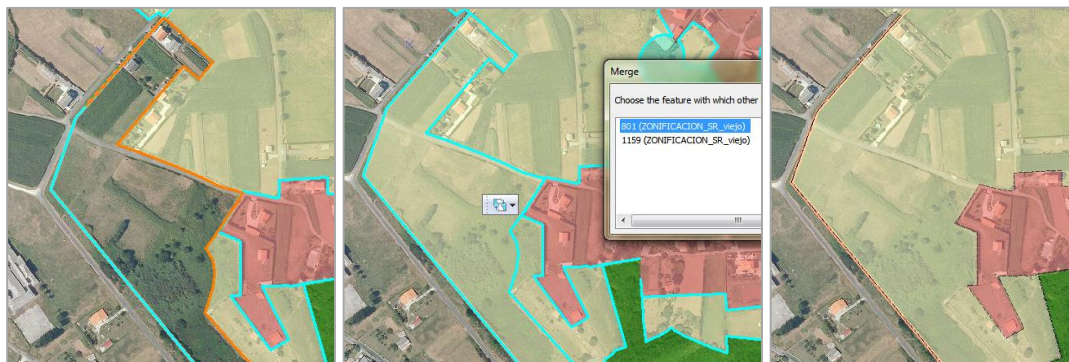 Merge
Choose the feature with which other
801 (ZONIFICACION_SR_viejo)
1159 (ZONIFICACION_SR_viejo)